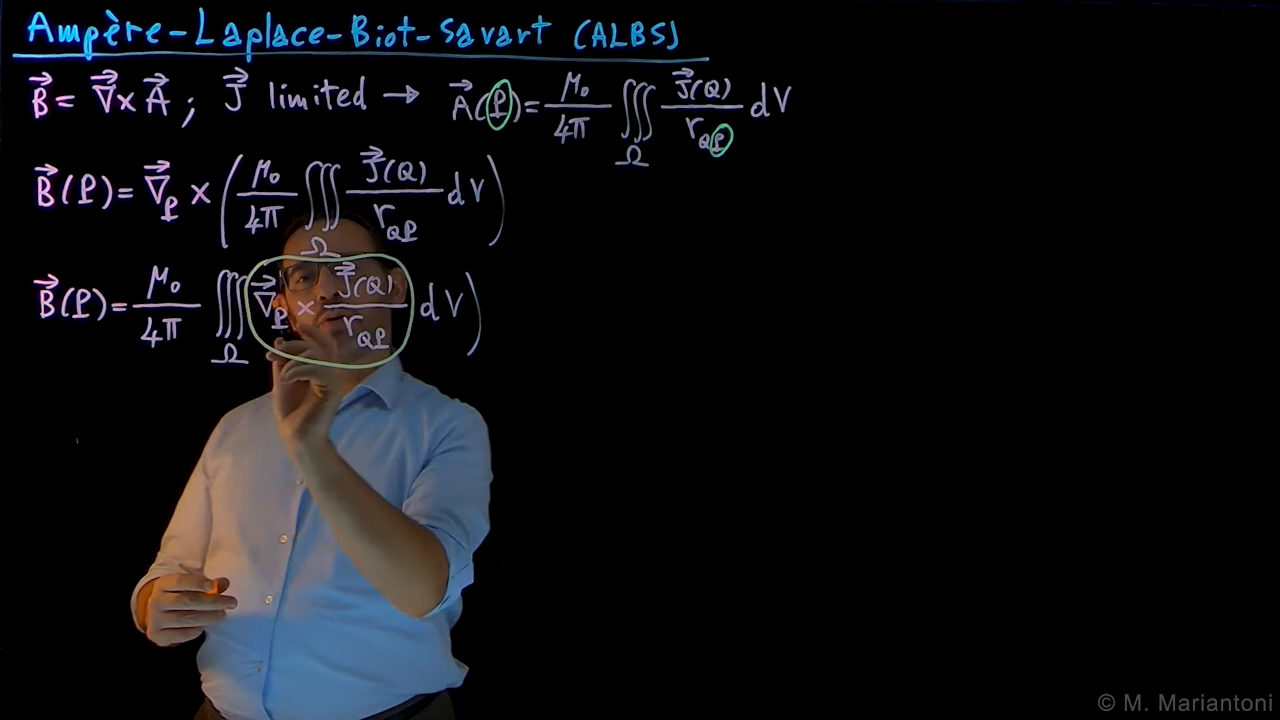 Ampère-Laplace-Biot-Savart (ALBS)
B⃗ = ∇⃗ × A⃗ ; J⃗ limited → A⃗(P) = μ₀/4π ∭_Ω J⃗(Q)/r_QP dV
B⃗(P) = ∇⃗_P × (μ₀/4π ∭_Ω J⃗(Q)/r_QP dV)
B⃗(P) = μ₀/4π ∭_Ω ∇⃗_P × J⃗(Q)/r_QP dV)
© M. Mariantoni